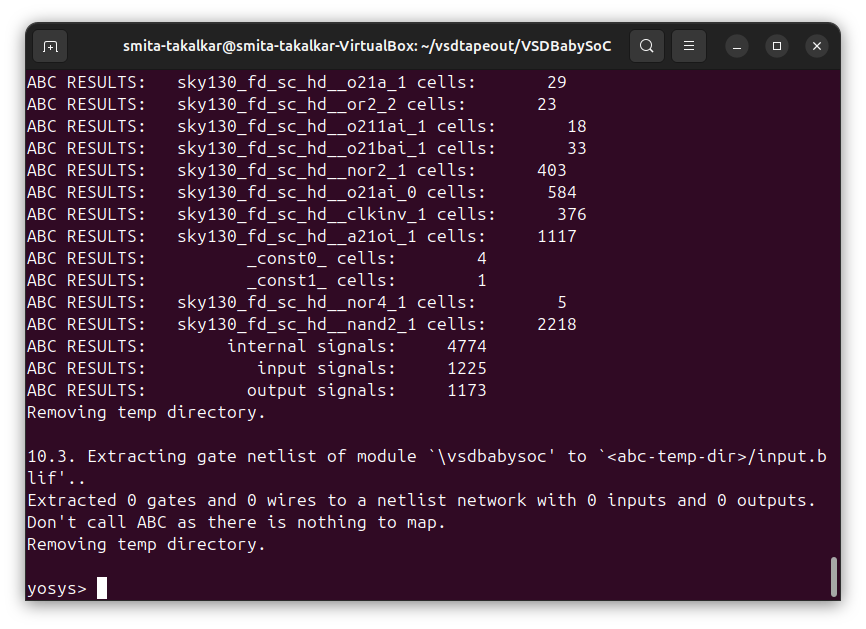 smita-takalkar@smita-takalkar-VirtualBox: ~/vsdtapeout/VSDBabySoC
ABC RESULTS:   sky130_fd_sc_hd__o21a_1 cells:       29
ABC RESULTS:   sky130_fd_sc_hd__or2_2 cells:       23
ABC RESULTS:   sky130_fd_sc_hd__o211ai_1 cells:       18
ABC RESULTS:   sky130_fd_sc_hd__o21bai_1 cells:       33
ABC RESULTS:   sky130_fd_sc_hd__nor2_1 cells:      403
ABC RESULTS:   sky130_fd_sc_hd__o21ai_0 cells:      584
ABC RESULTS:   sky130_fd_sc_hd__clkinv_1 cells:      376
ABC RESULTS:   sky130_fd_sc_hd__a21oi_1 cells:     1117
ABC RESULTS:          _const0_ cells:        4
ABC RESULTS:          _const1_ cells:        1
ABC RESULTS:   sky130_fd_sc_hd__nor4_1 cells:        5
ABC RESULTS:   sky130_fd_sc_hd__nand2_1 cells:     2218
ABC RESULTS:        internal signals:     4774
ABC RESULTS:           input signals:     1225
ABC RESULTS:          output signals:     1173
Removing temp directory.
10.3. Extracting gate netlist of module `\vsdbabysoc' to `<abc-temp-dir>/input.b
lif'..
Extracted 0 gates and 0 wires to a netlist network with 0 inputs and 0 outputs.
Don't call ABC as there is nothing to map.
Removing temp directory.
yosys>